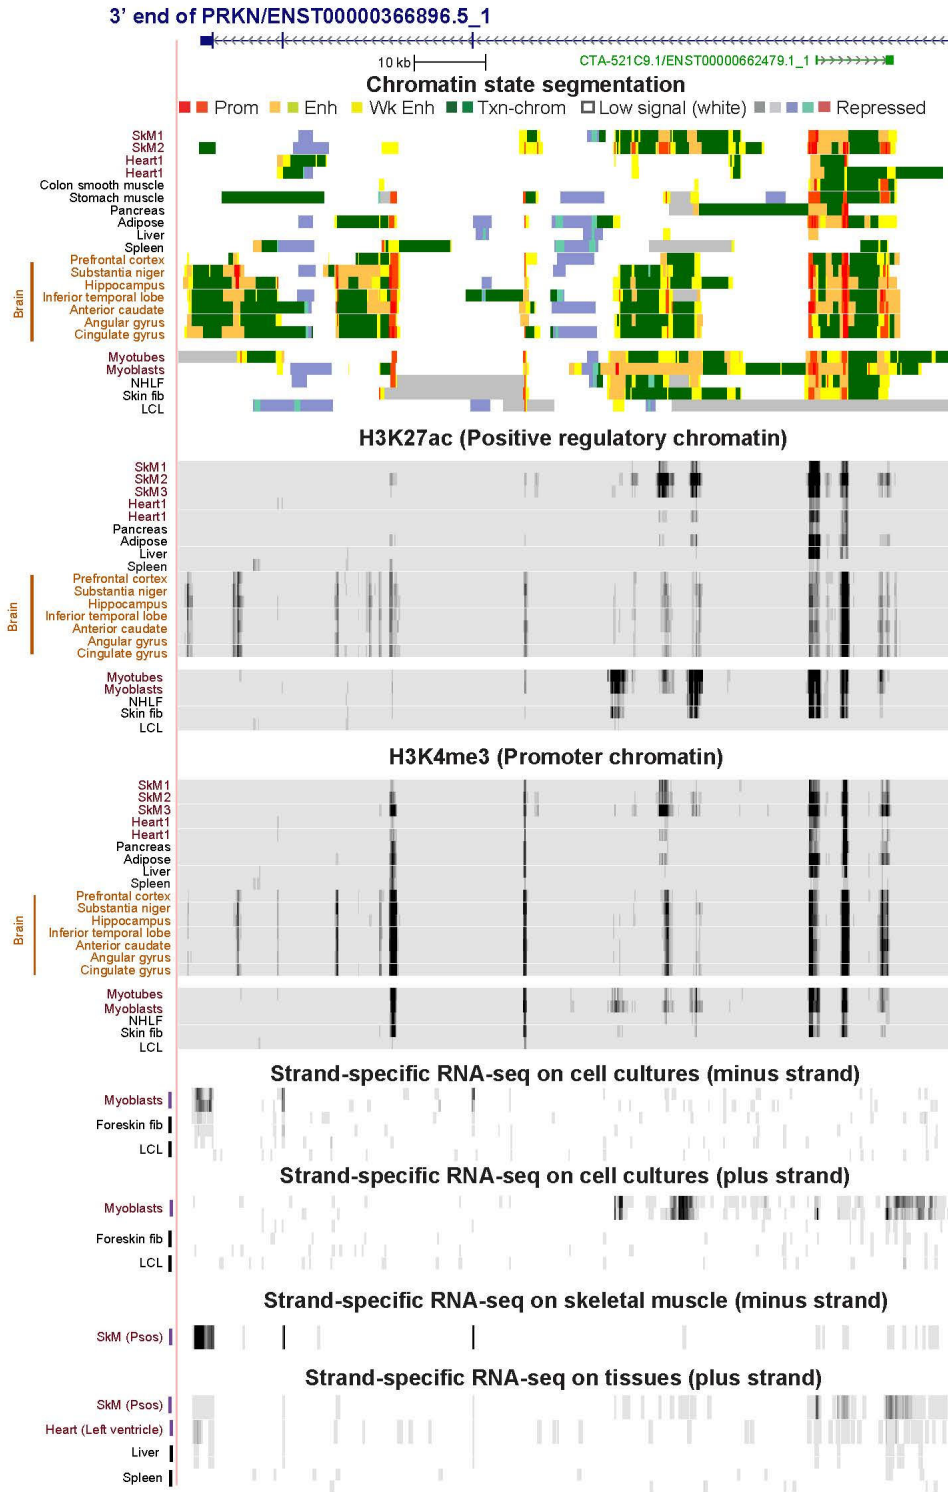 3’ end of PRKN/ENST00000366896.5_1
10 kb
CTA-521C9.1/ENST00000662479.1_1
Chromatin state segmentation
Prom Enh Wk Enh Txn-chrom Low signal (white) Repressed
SkM1
SkM2
Heart1
Heart1
Colon smooth muscle
Stomach muscle
Pancreas
Adipose
Liver
Spleen
Brain
Prefrontal cortex
Substantia niger
Hippocampus
Inferior temporal lobe
Anterior caudate
Angular gyrus
Cingulate gyrus
Myotubes
Myoblasts
NHLF
Skin fib
LCL
H3K27ac (Positive regulatory chromatin)
SkM1
SkM2
SkM3
Heart1
Heart1
Pancreas
Adipose
Liver
Spleen
Brain
Prefrontal cortex
Substantia niger
Hippocampus
Inferior temporal lobe
Anterior caudate
Angular gyrus
Cingulate gyrus
Myotubes
Myoblasts
NHLF
Skin fib
LCL
H3K4me3 (Promoter chromatin)
SkM1
SkM2
SkM3
Heart1
Heart1
Pancreas
Adipose
Liver
Spleen
Brain
Prefrontal cortex
Substantia niger
Hippocampus
Inferior temporal lobe
Anterior caudate
Angular gyrus
Cingulate gyrus
Myotubes
Myoblasts
NHLF
Skin fib
LCL
Strand-specific RNA-seq on cell cultures (minus strand)
Myoblasts
Foreskin fib
LCL
Strand-specific RNA-seq on cell cultures (plus strand)
Myoblasts
Foreskin fib
LCL
Strand-specific RNA-seq on skeletal muscle (minus strand)
SkM (Psos)
Strand-specific RNA-seq on tissues (plus strand)
SkM (Psos)
Heart (Left ventricle)
Liver
Spleen